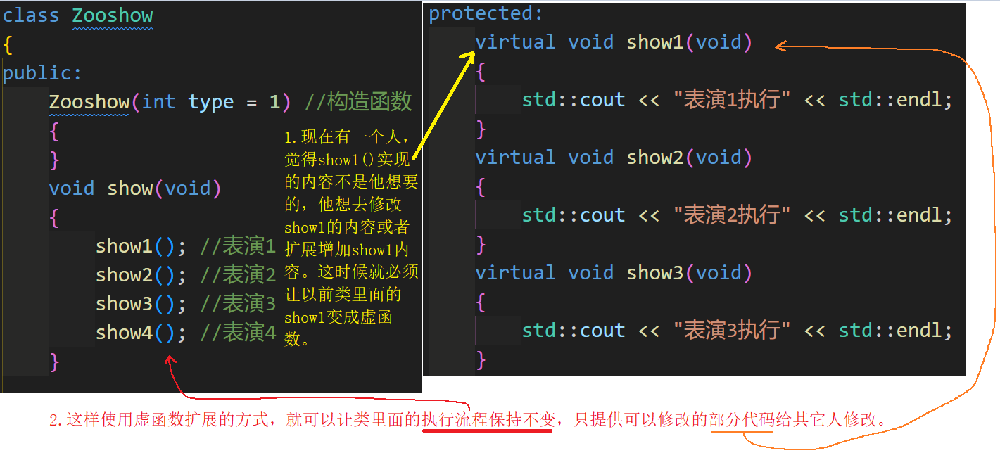 class Zooshow
{
public:
Zooshow(int type = 1) //构造函数
{
}
void show(void)
{
show1(); //表演1
show2(); //表演2
show3(); //表演3
show4(); //表演4
}
1.现在有一个人,
觉得show1()实现
的内容不是他想要
的，他想去修改
show1的内容或者
扩展增加show1内
容。这时候就必须
让以前类里面的
show1变成虚函
数。
protected:
virtual void show1(void)
{
std::cout << "表演1执行" << std::endl;
}
virtual void show2(void)
{
std::cout << "表演2执行" << std::endl;
}
virtual void show3(void)
{
std::cout << "表演3执行" << std::endl;
}
2.这样使用虚函数扩展的方式，就可以让类里面的执行流程保持不变，只提供可以修改的部分代码给其它人修改。